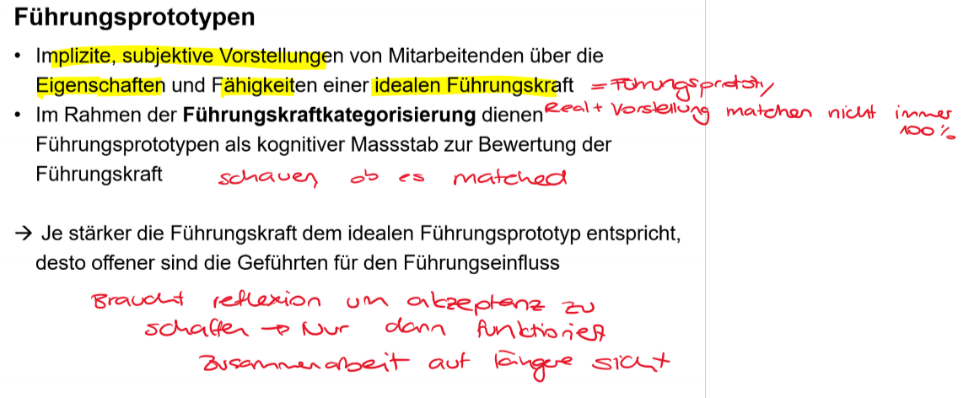 Führungsprototypen
• Implizite, subjektive Vorstellungen von Mitarbeitenden über die
Eigenschaften und Fähigkeiten einer idealen Führungskraft = Führungsprototy
• Im Rahmen der Führungskraftkategorisierung dienen Real + Vorstellung matchen nicht immer
100%
Führungsprototypen als kognitiver Massstab zur Bewertung der
Führungskraft schauen ob es matched
→ Je stärker die Führungskraft dem idealen Führungsprototyp entspricht,
desto offener sind die Geführten für den Führungseinfluss
Braucht reflexion um akzeptanz zu
schaffen → Nur dann funktioniert
Zusammenarbeit auf längere sicht